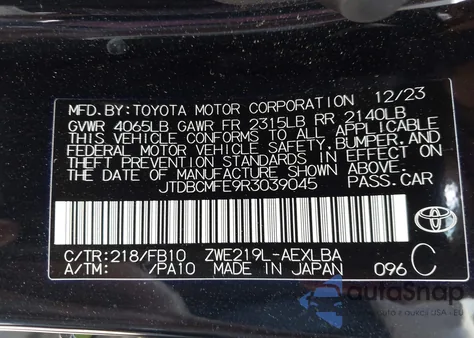 MFD. BY: TOYOTA MOTOR CORPORATION 12/23
GVWR 4065LB GAWR FR 2315LB RR 2140LB
THIS VEHICLE CONFORMS TO ALL APPLICABLE
FEDERAL MOTOR VEHICLE SAFETY, BUMPER, AND
THEFT PREVENTION STANDARDS IN EFFECT ON
THE DATE OF MANUFACTURE SHOWN ABOVE.
JTDBCMFE9R3039045 PASS. CAR
TOYOTA
C/TR: 218/FB10 ZWE219L-AEXLBA
A/TM: /PA10 MADE IN JAPAN 096 C
autoSnap